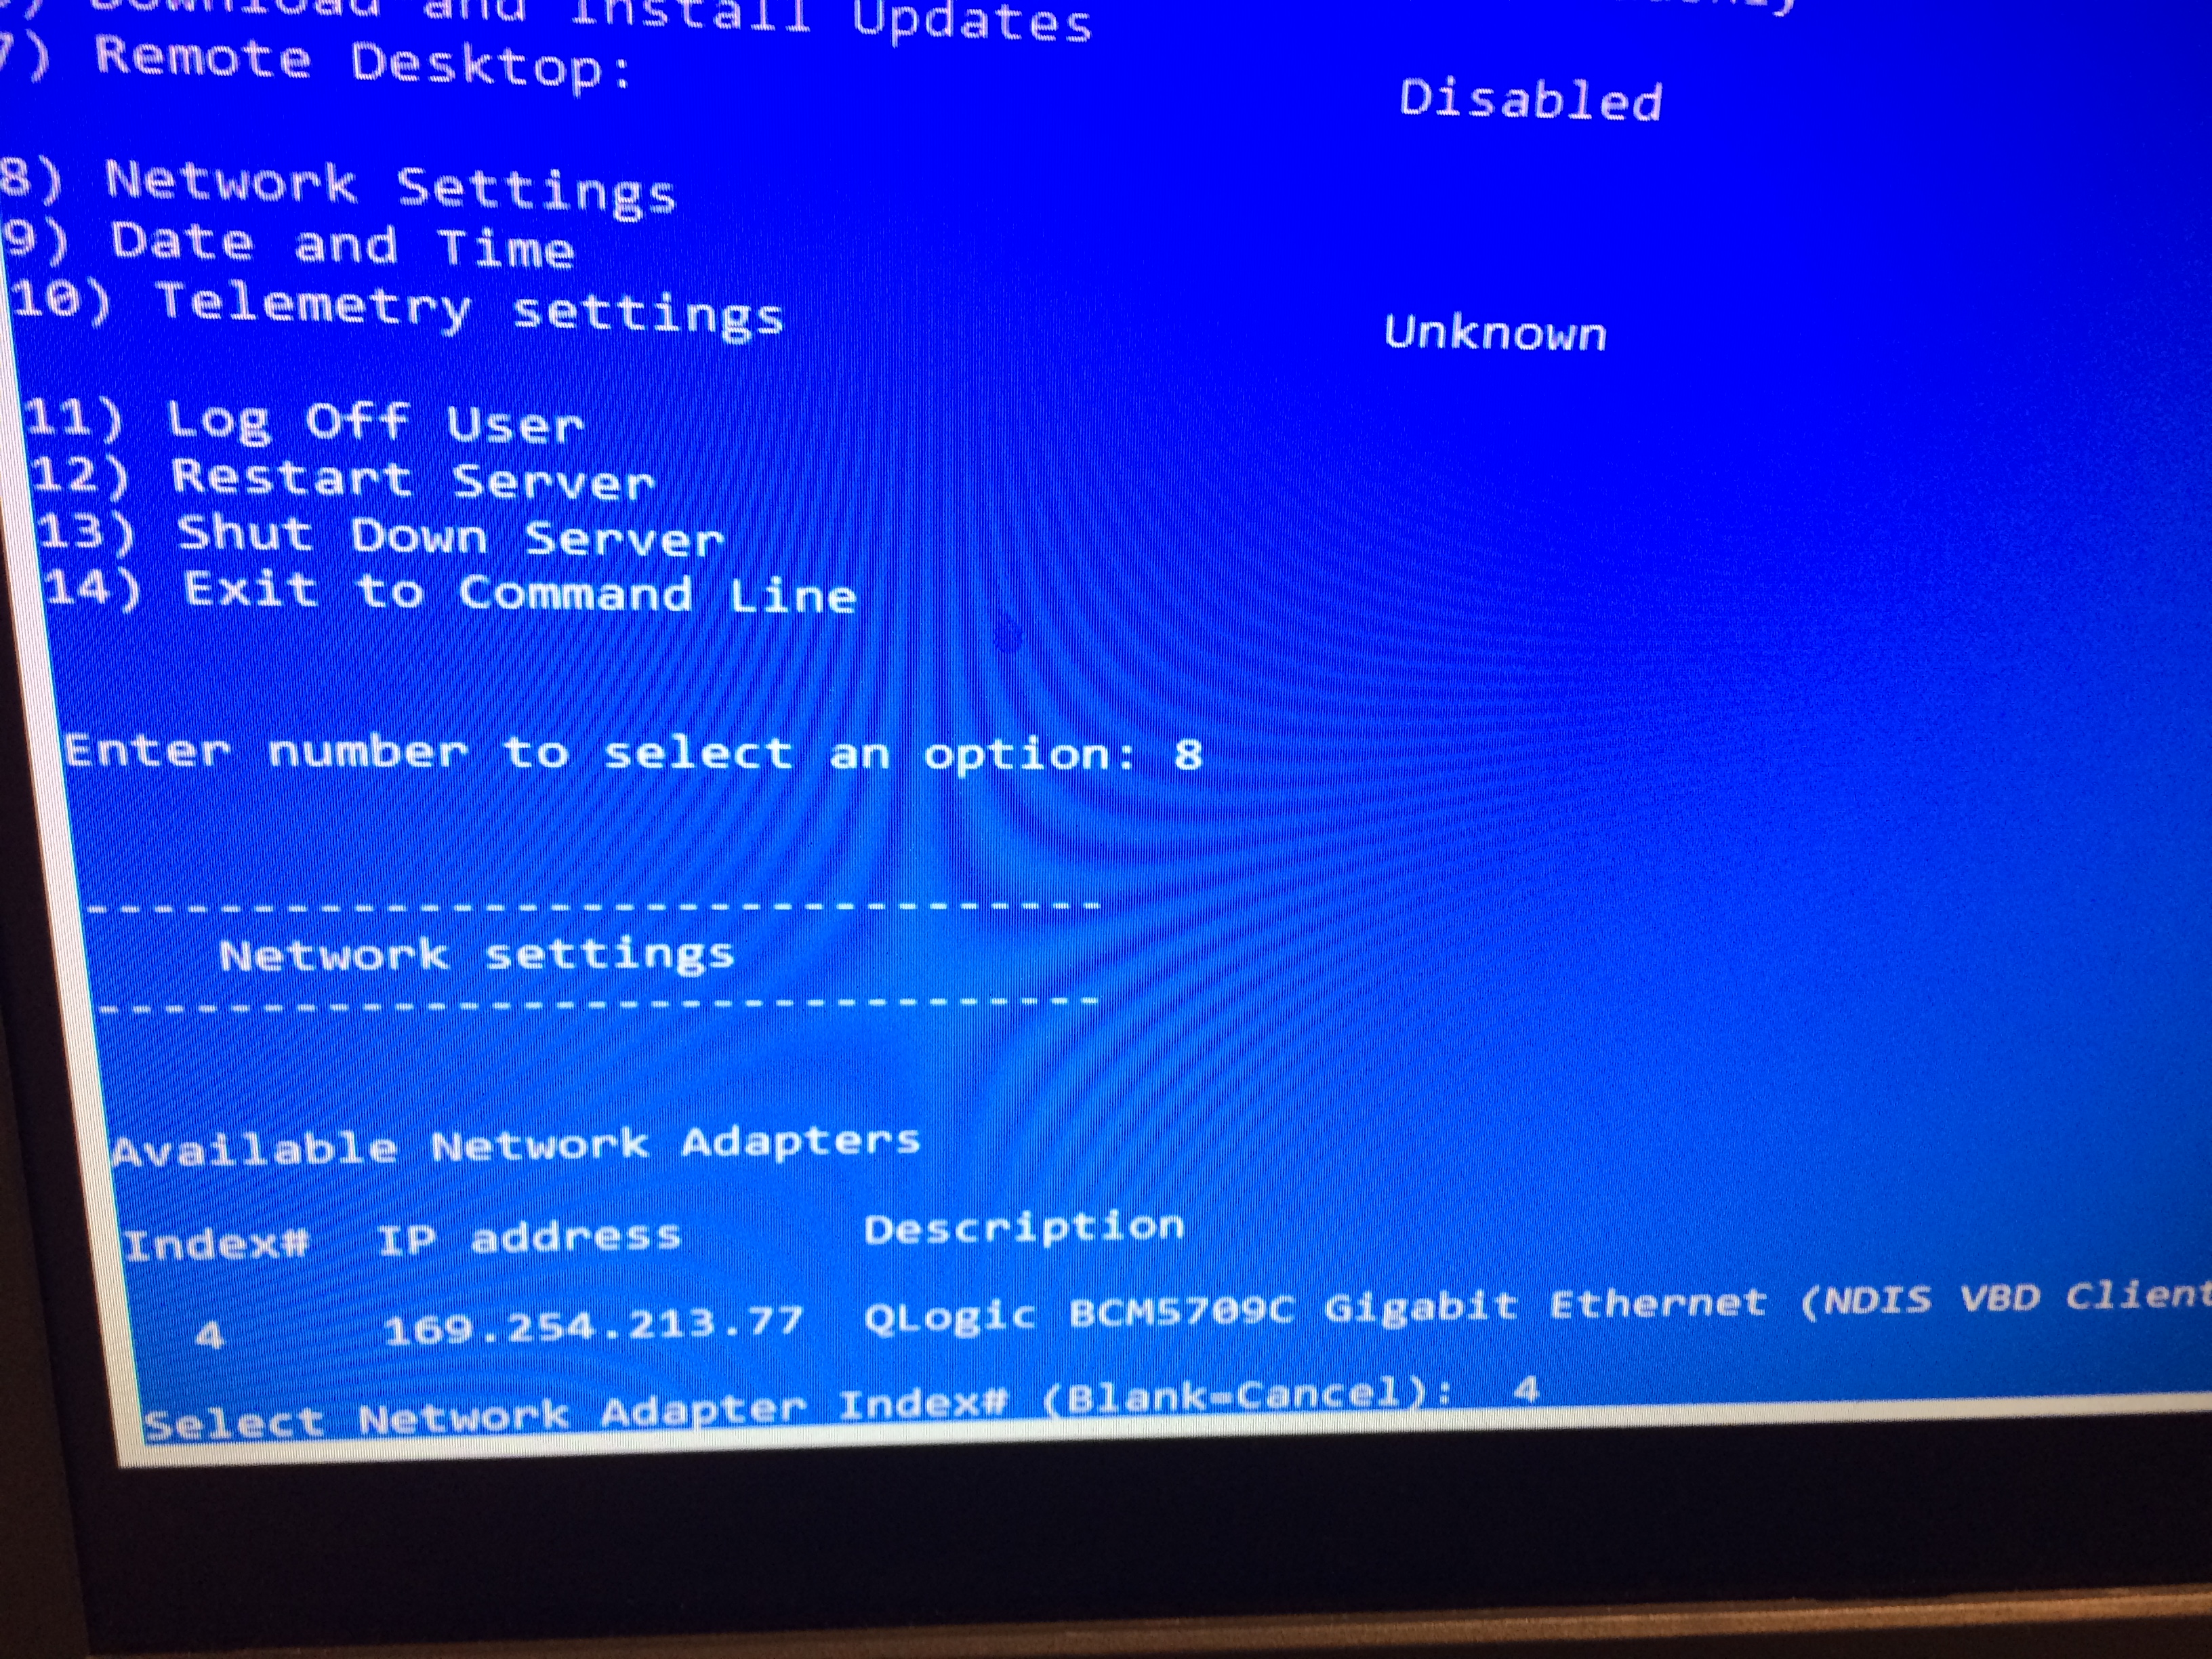 Download and Install Updates
7) Remote Desktop: Disabled
8) Network Settings
9) Date and Time
10) Telemetry settings Unknown
11) Log Off User
12) Restart Server
13) Shut Down Server
14) Exit to Command Line
Enter number to select an option: 8
--------------------------------
Network settings
--------------------------------
Available Network Adapters
Index# IP address Description
4 169.254.213.77 QLogic BCM5709C Gigabit Ethernet (NDIS VBD Client
Select Network Adapter Index# (Blank=Cancel): 4